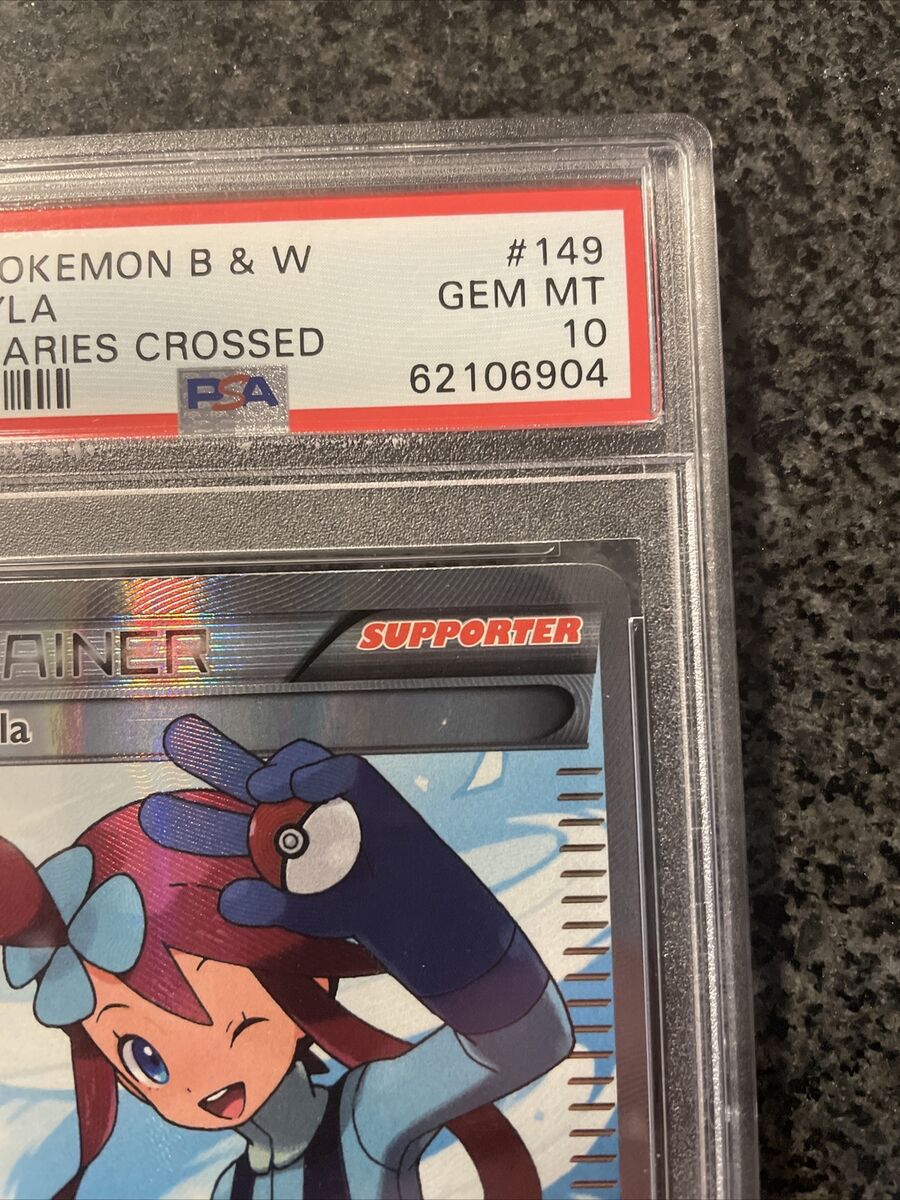 OKEMON B & W #149
YLA GEM MT
ARIES CROSSED 10
PSA 62106904
AINER SUPPORTER
la